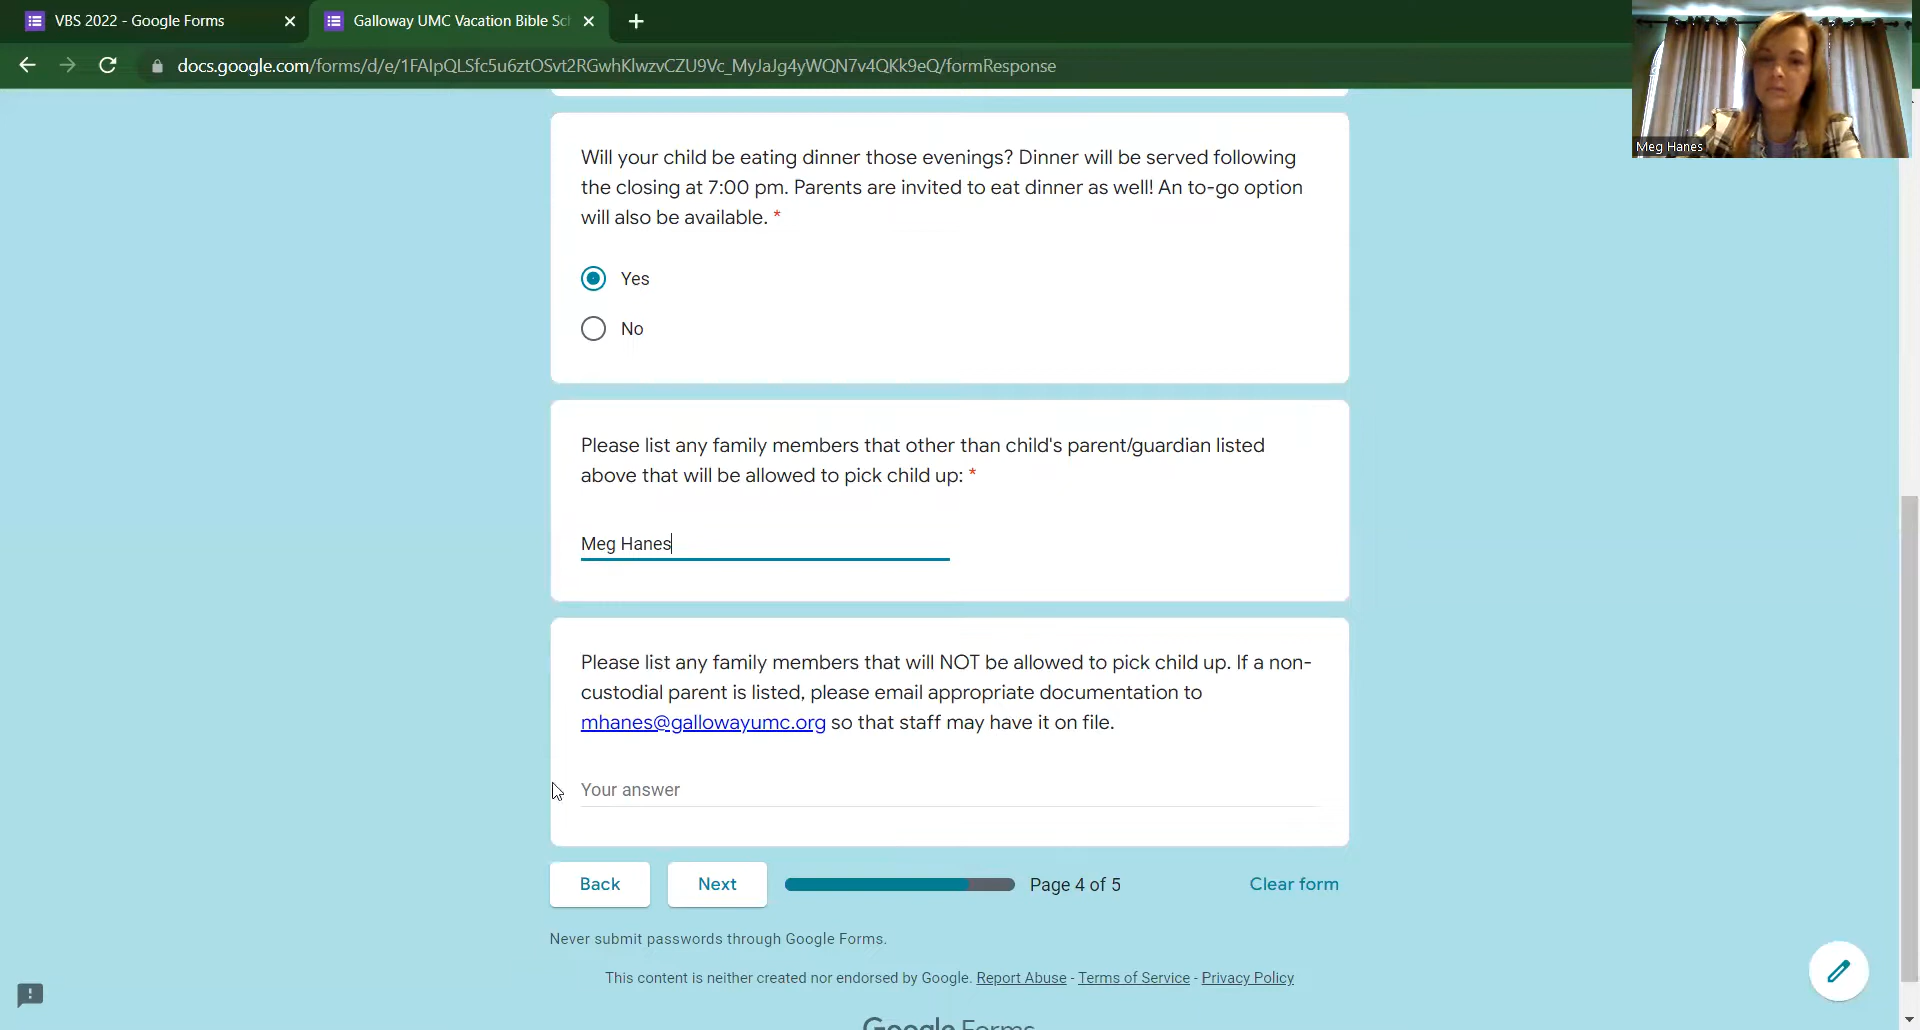 VBS 2022 - Google Forms
Galloway UMC Vacation Bible Sch
docs.google.com/forms/d/e/1FAIpQLSfc5u6ztOSvt2RGwhKlwzvCZU9Vc_MyJaJg4yWQN7v4QKk9eQ/formResponse
Meg Hanes
Will your child be eating dinner those evenings? Dinner will be served following
the closing at 7:00 pm. Parents are invited to eat dinner as well! An to-go option
will also be available. *
Yes
No
Please list any family members that other than child's parent/guardian listed
above that will be allowed to pick child up: *
Meg Hanes
Please list any family members that will NOT be allowed to pick child up. If a non-
custodial parent is listed, please email appropriate documentation to
mhanes@gallowayumc.org so that staff may have it on file.
Your answer
Back
Next
Page 4 of 5
Clear form
Never submit passwords through Google Forms.
This content is neither created nor endorsed by Google. Report Abuse - Terms of Service - Privacy Policy
Google Forms